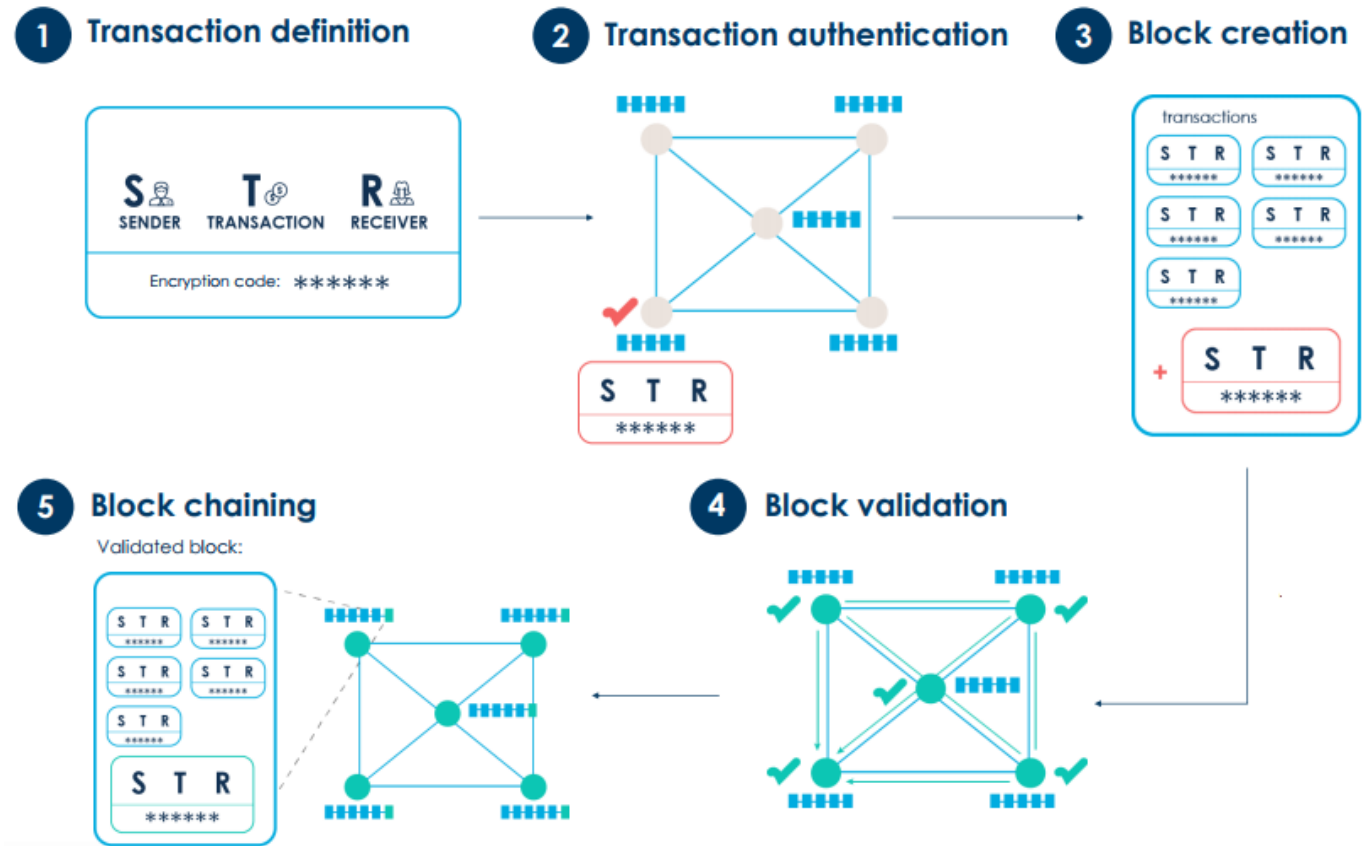 1 Transaction definition
S T R
SENDER TRANSACTION RECEIVER
Encryption code: ******
2 Transaction authentication
S T R
******
3 Block creation
transactions
S T R S T R
****** ******
S T R S T R
****** ******
S T R
******
+ S T R
******
4 Block validation
5 Block chaining
Validated block:
S T R S T R
****** ******
S T R S T R
****** ******
S T R
******
S T R
******